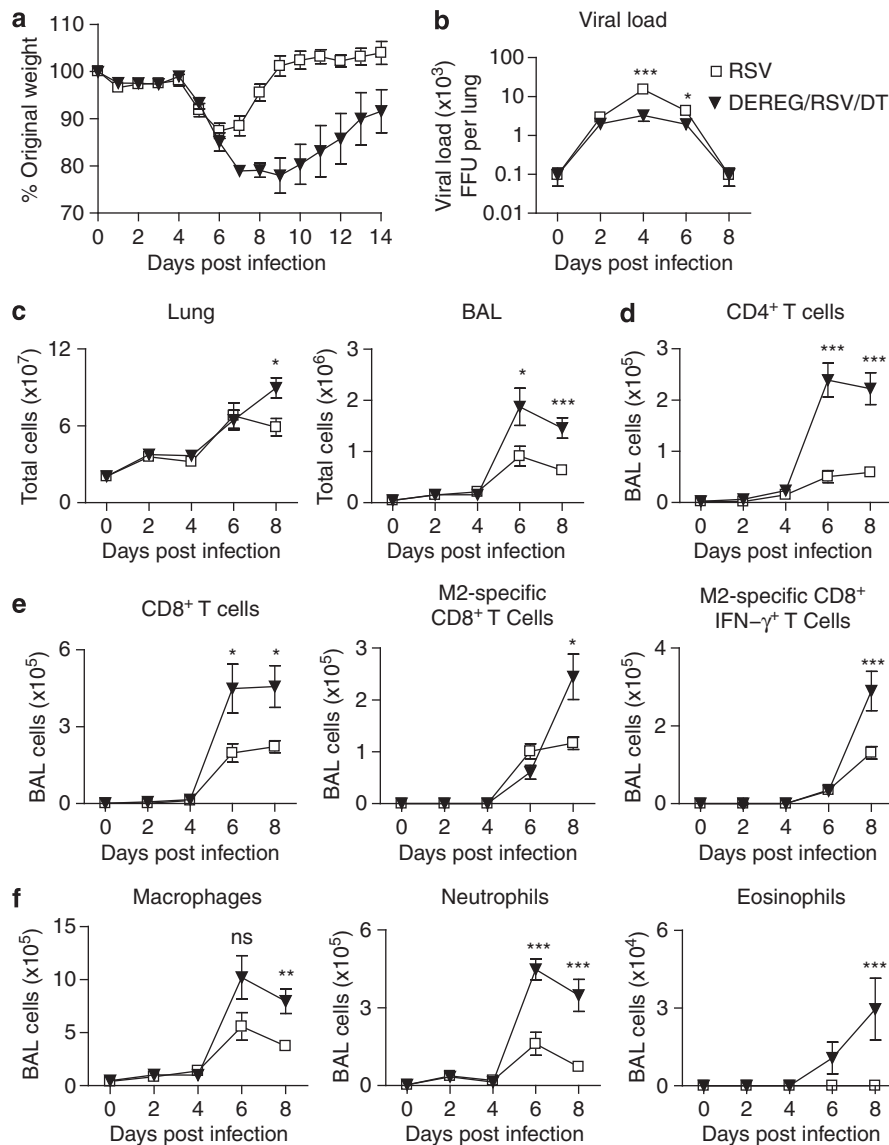 a
110
100
90
80
70
% Original weight
0 2 4 6 8 10 12 14
Days post infection
b
Viral load
100
10
1
0.1
0.01
Viral load (x10³)
FFU per lung
***
*
0 2 4 6 8
Days post infection
RSV
DEREG/RSV/DT
c
Lung
12
6
0
Total cells (x10⁷)
*
0 2 4 6 8
Days post infection
BAL
3
2
1
0
Total cells (x10⁶)
*
***
0 2 4 6 8
Days post infection
d
CD4⁺ T cells
3
2
1
0
BAL cells (x10⁵)
***
***
0 2 4 6 8
Days post infection
e
CD8⁺ T cells
6
3
0
BAL cells (x10⁵)
*
*
0 2 4 6 8
Days post infection
M2-specific
CD8⁺ T Cells
3
2
1
0
BAL cells (x10⁵)
*
0 2 4 6 8
Days post infection
M2-specific CD8⁺
IFN–γ⁺ T Cells
4
2
0
BAL cells (x10⁵)
***
0 2 4 6 8
Days post infection
f
Macrophages
15
10
5
0
BAL cells (x10⁵)
ns
**
0 2 4 6 8
Days post infection
Neutrophils
6
3
0
BAL cells (x10⁵)
***
***
0 2 4 6 8
Days post infection
Eosinophils
6
3
0
BAL cells (x10⁴)
***
0 2 4 6 8
Days post infection